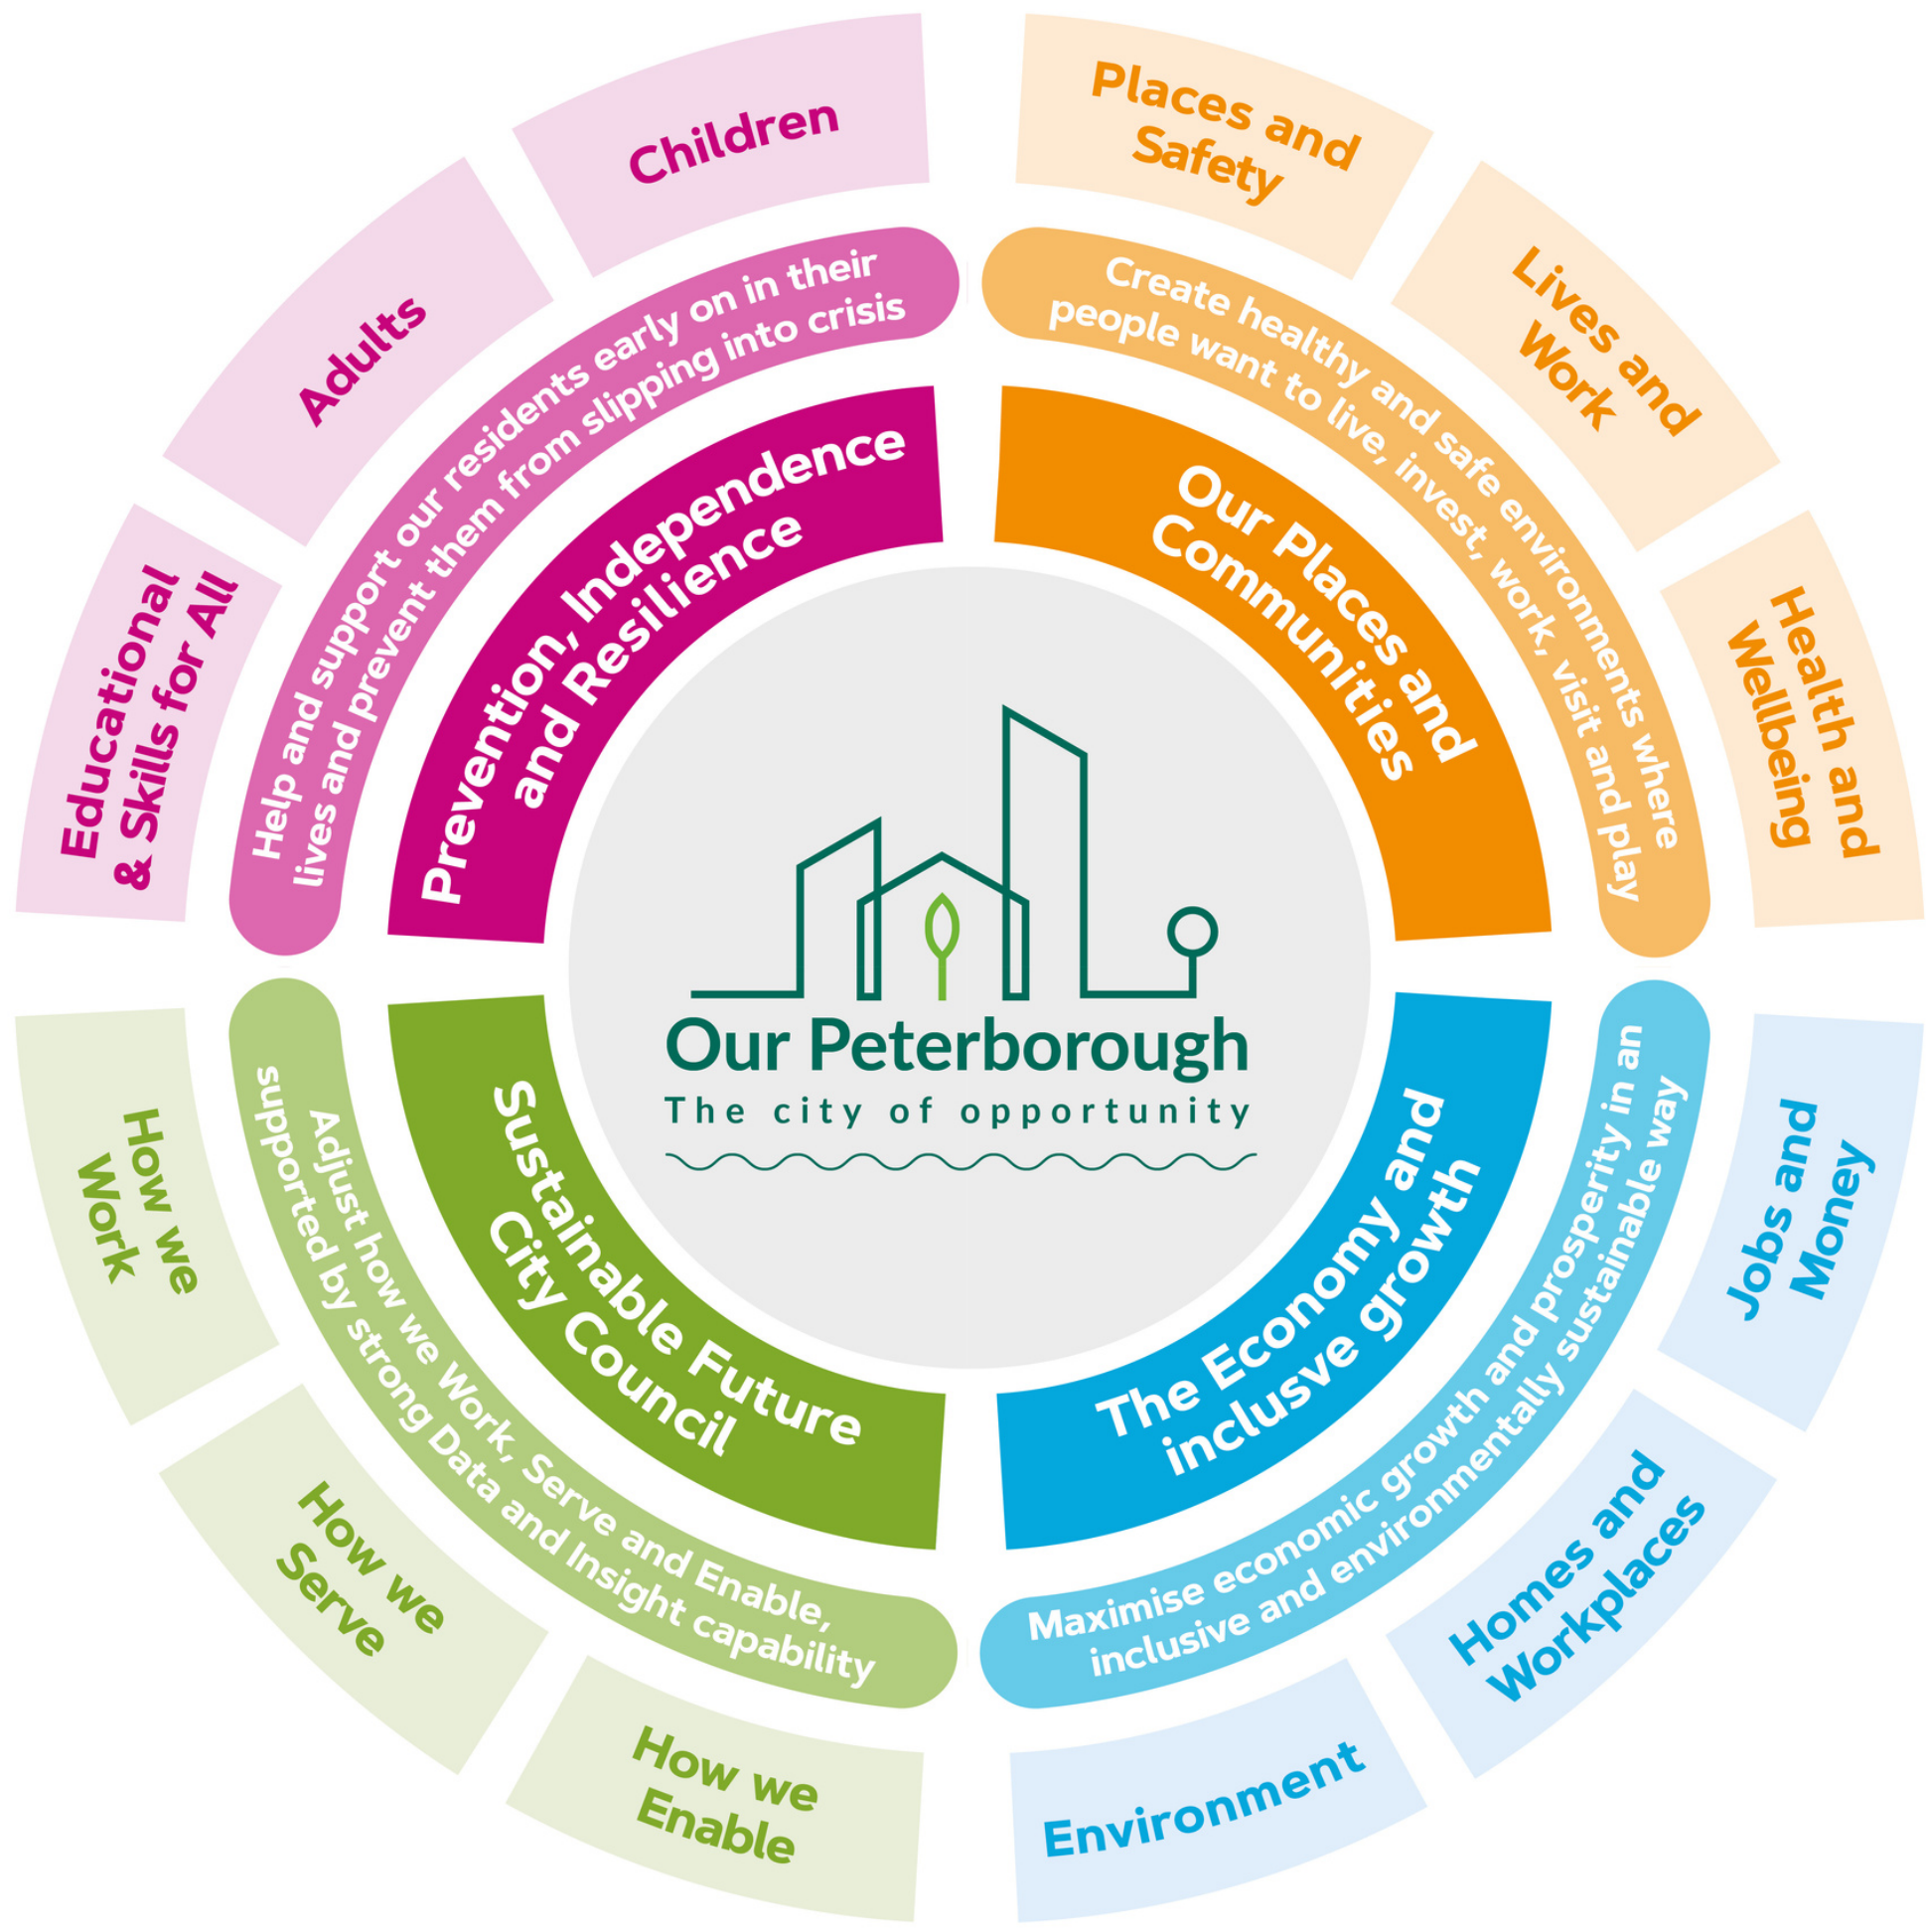 Children
Adults
Educational
& Skills for All
Help and support our residents early on in their
lives and prevent them from slipping into crisis
Prevention, Independence
and Resilience
Places and
Safety
Lives and
Work
Health and
Wellbeing
Create healthy and safe environments where
people want to live, invest, work, visit and play
Our Places and
Communities
Our Peterborough
The city of opportunity
The Economy and
inclusve growth
Maximise economic growth and prosperity in an
inclusive and environmentally sustainable way
Jobs and
Money
Homes and
Workplaces
Environment
Sustainable Future
City Council
Adjust how we Work, Serve and Enable,
supported by strong Data and Insight capability
How we
Work
How we
Serve
How we
Enable